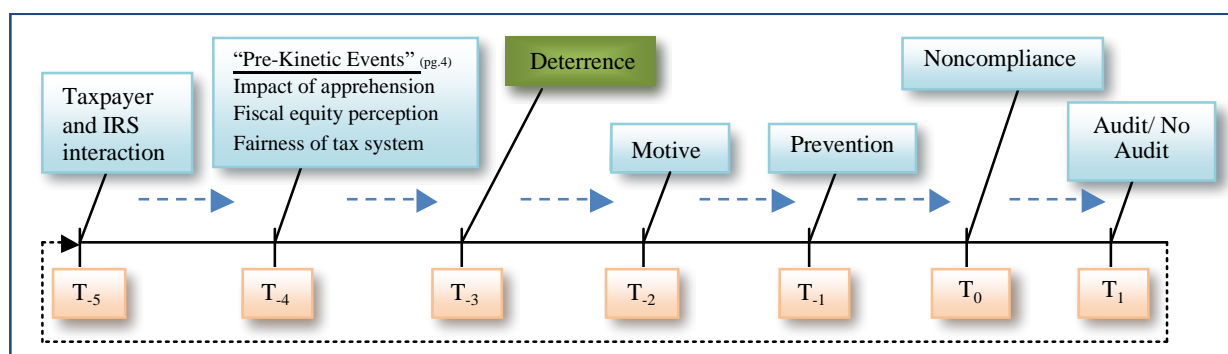 Taxpayer
and IRS
interaction
“Pre-Kinetic Events” (pg.4)
Impact of apprehension
Fiscal equity perception
Fairness of tax system
Deterrence
Motive
Prevention
Noncompliance
Audit/ No
Audit
T-5
T-4
T-3
T-2
T-1
T0
T1